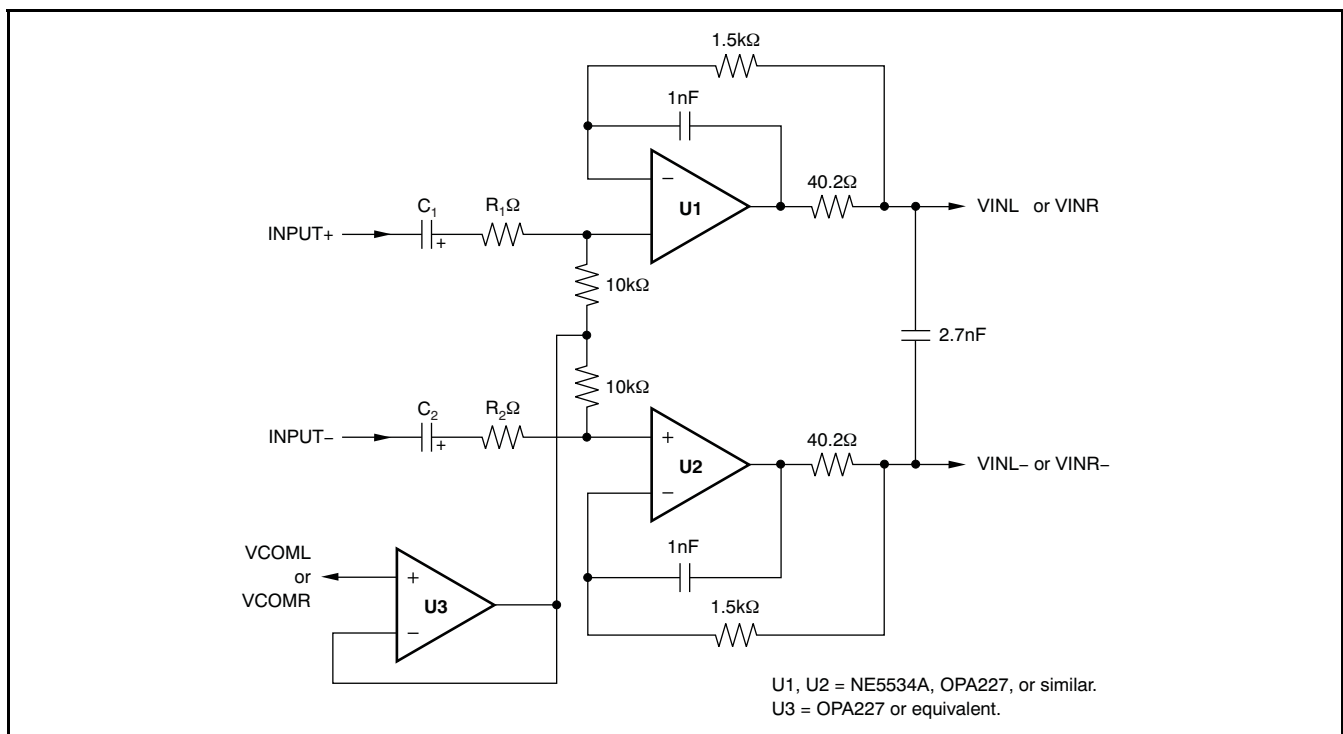 1.5kΩ
1nF
−
40.2Ω
U1
VINL or VINR
C₁
R₁Ω
INPUT+
+
10kΩ
2.7nF
10kΩ
C₂
R₂Ω
INPUT−
+
+
40.2Ω
U2
VINL− or VINR−
−
1nF
VCOML
or
VCOMR
+
U3
−
1.5kΩ
U1, U2 = NE5534A, OPA227, or similar.
U3 = OPA227 or equivalent.